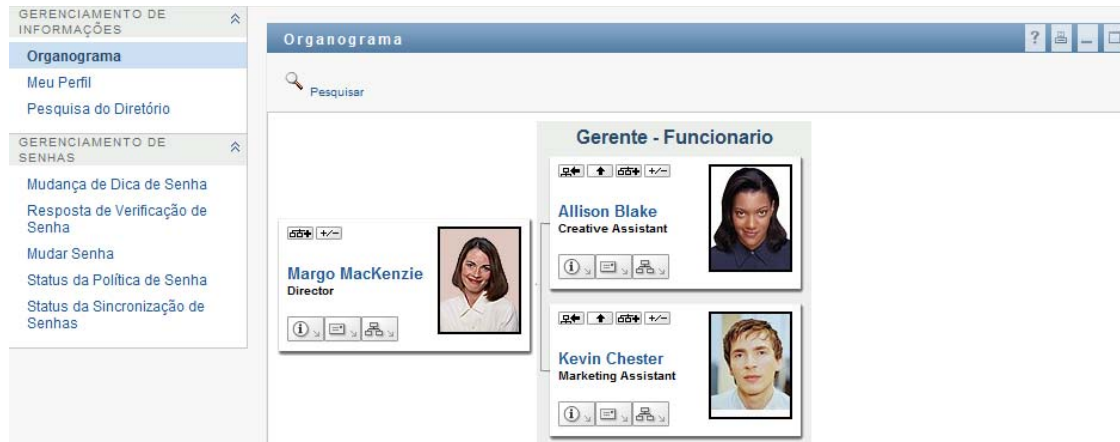 GERENCIAMENTO DE
INFORMAÇÕES
Organograma
Meu Perfil
Pesquisa do Diretório
GERENCIAMENTO DE
SENHAS
Mudança de Dica de Senha
Resposta de Verificação de
Senha
Mudar Senha
Status da Política de Senha
Status da Sincronização de
Senhas
Organograma
?
Pesquisar
Margo MacKenzie
Director
Gerente - Funcionario
Allison Blake
Creative Assistant
Kevin Chester
Marketing Assistant